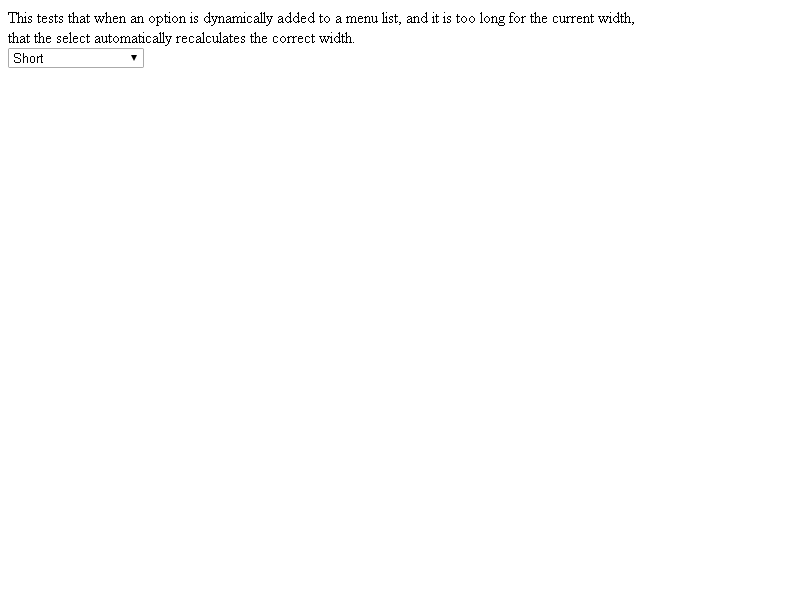 This tests that when an option is dynamically added to a menu list, and it is too long for the current width,
that the select automatically recalculates the correct width.
Short